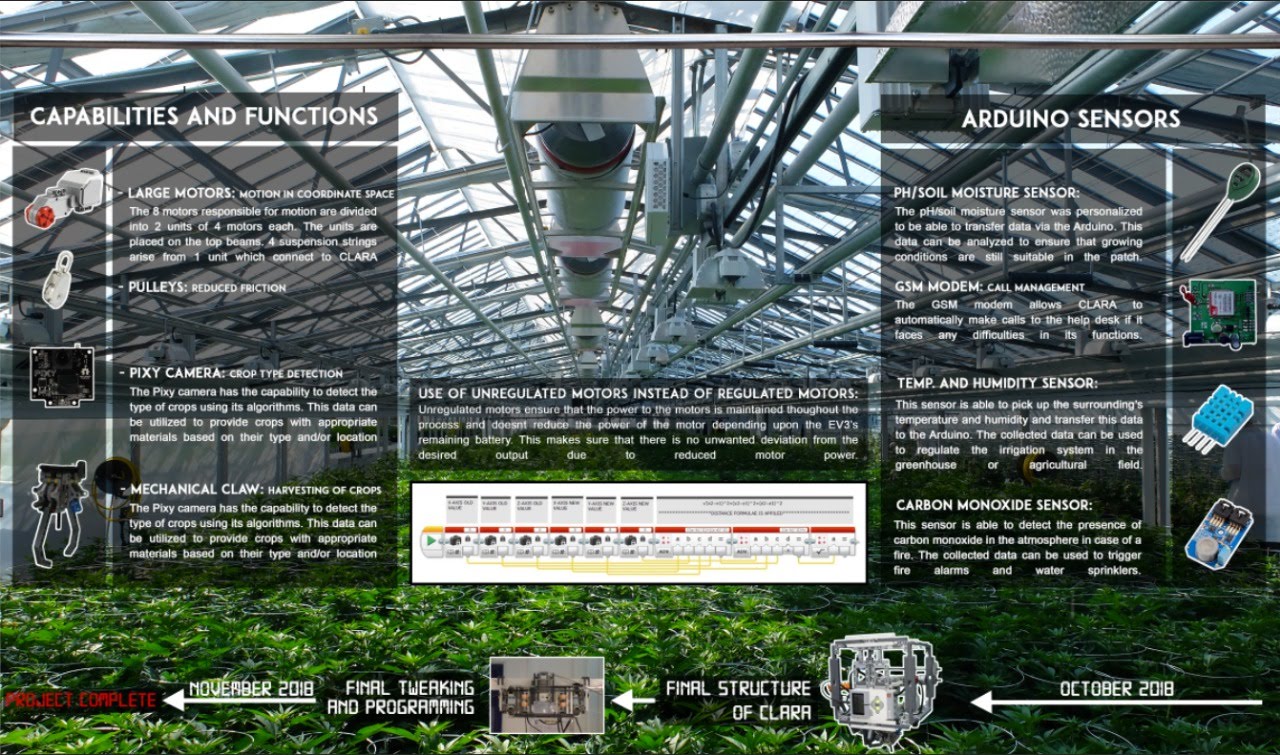 CAPABILITIES AND FUNCTIONS
- LARGE MOTORS: MOTION IN COORDINATE SPACE
The 8 motors responsible for motion are divided
into 2 units of 4 motors each. The units are
placed on the top beams. 4 suspension strings
arise from 1 unit which connect to CLARA
- PULLEYS: REDUCED FRICTION
- PIXY CAMERA: CROP TYPE DETECTION
The Pixy camera has the capability to detect the
type of crops using its algorithms. This data can
be utilized to provide crops with appropriate
materials based on their type and/or location
- MECHANICAL CLAW: HARVESTING OF CROPS
The Pixy camera has the capability to detect the
type of crops using its algorithms. This data can
be utilized to provide crops with appropriate
materials based on their type and/or location
USE OF UNREGULATED MOTORS INSTEAD OF REGULATED MOTORS:
Unregulated motors ensure that the power to the motors is maintained thoughout the
process and doesnt reduce the power of the motor depending upon the EV3's
remaining battery. This makes sure that there is no unwanted deviation from the
desired output due to reduced motor power.
X-AXIS OLD VALUE
Y-AXIS OLD VALUE
Z-AXIS OLD VALUE
X-AXIS NEW VALUE
Y-AXIS NEW VALUE
Z-AXIS NEW VALUE
"DISTANCE FORMULAE IS APPLIED"
ARDUINO SENSORS
PH/SOIL MOISTURE SENSOR:
The pH/soil moisture sensor was personalized
to be able to transfer data via the Arduino. This
data can be analyzed to ensure that growing
conditions are still suitable in the patch.
GSM MODEM: CALL MANAGEMENT
The GSM modem allows CLARA to
automatically make calls to the help desk if it
faces any difficulties in its functions.
TEMP. AND HUMIDITY SENSOR:
This sensor is able to pick up the surrounding's
temperature and humidity and transfer this data
to the Arduino. The collected data can be used
to regulate the irrigation system in the
greenhouse or agricultural field.
CARBON MONOXIDE SENSOR:
This sensor is able to detect the presence of
carbon monoxide in the atmosphere in case of a
fire. The collected data can be used to trigger
fire alarms and water sprinklers.
PROJECT COMPLETE
NOVEMBER 2018
FINAL TWEAKING
AND PROGRAMMING
FINAL STRUCTURE
OF CLARA
OCTOBER 2018